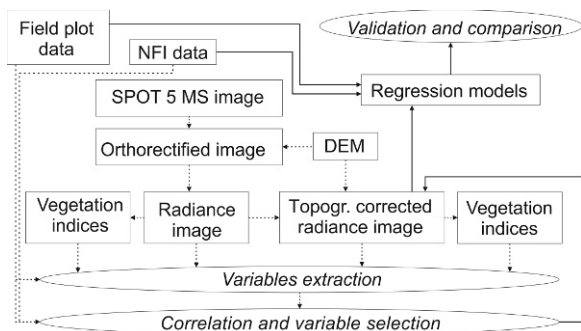 Field plot
data
NFI data
Validation and comparison
SPOT 5 MS image
Regression models
Orthorectified image
DEM
Vegetation
indices
Radiance
image
Topogr. corrected
radiance image
Vegetation
indices
Variables extraction
Correlation and variable selection